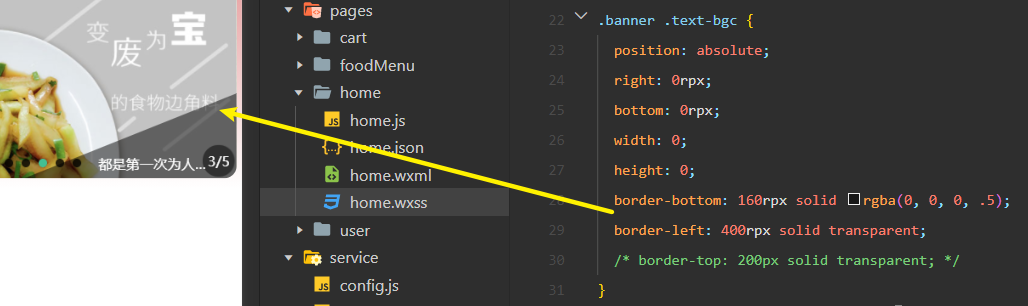 变
废
为
宝
的食物边角料
都是第一次为人... 3/5
pages
cart
foodMenu
home
JS home.js
{..} home.json
home.wxml
home.wxss
user
service
JS config.js
22 .banner .text-bgc {
23 position: absolute;
24 right: 0rpx;
25 bottom: 0rpx;
26 width: 0;
27 height: 0;
28 border-bottom: 160rpx solid rgba(0, 0, 0, .5);
29 border-left: 400rpx solid transparent;
30 /* border-top: 200px solid transparent; */
31 }